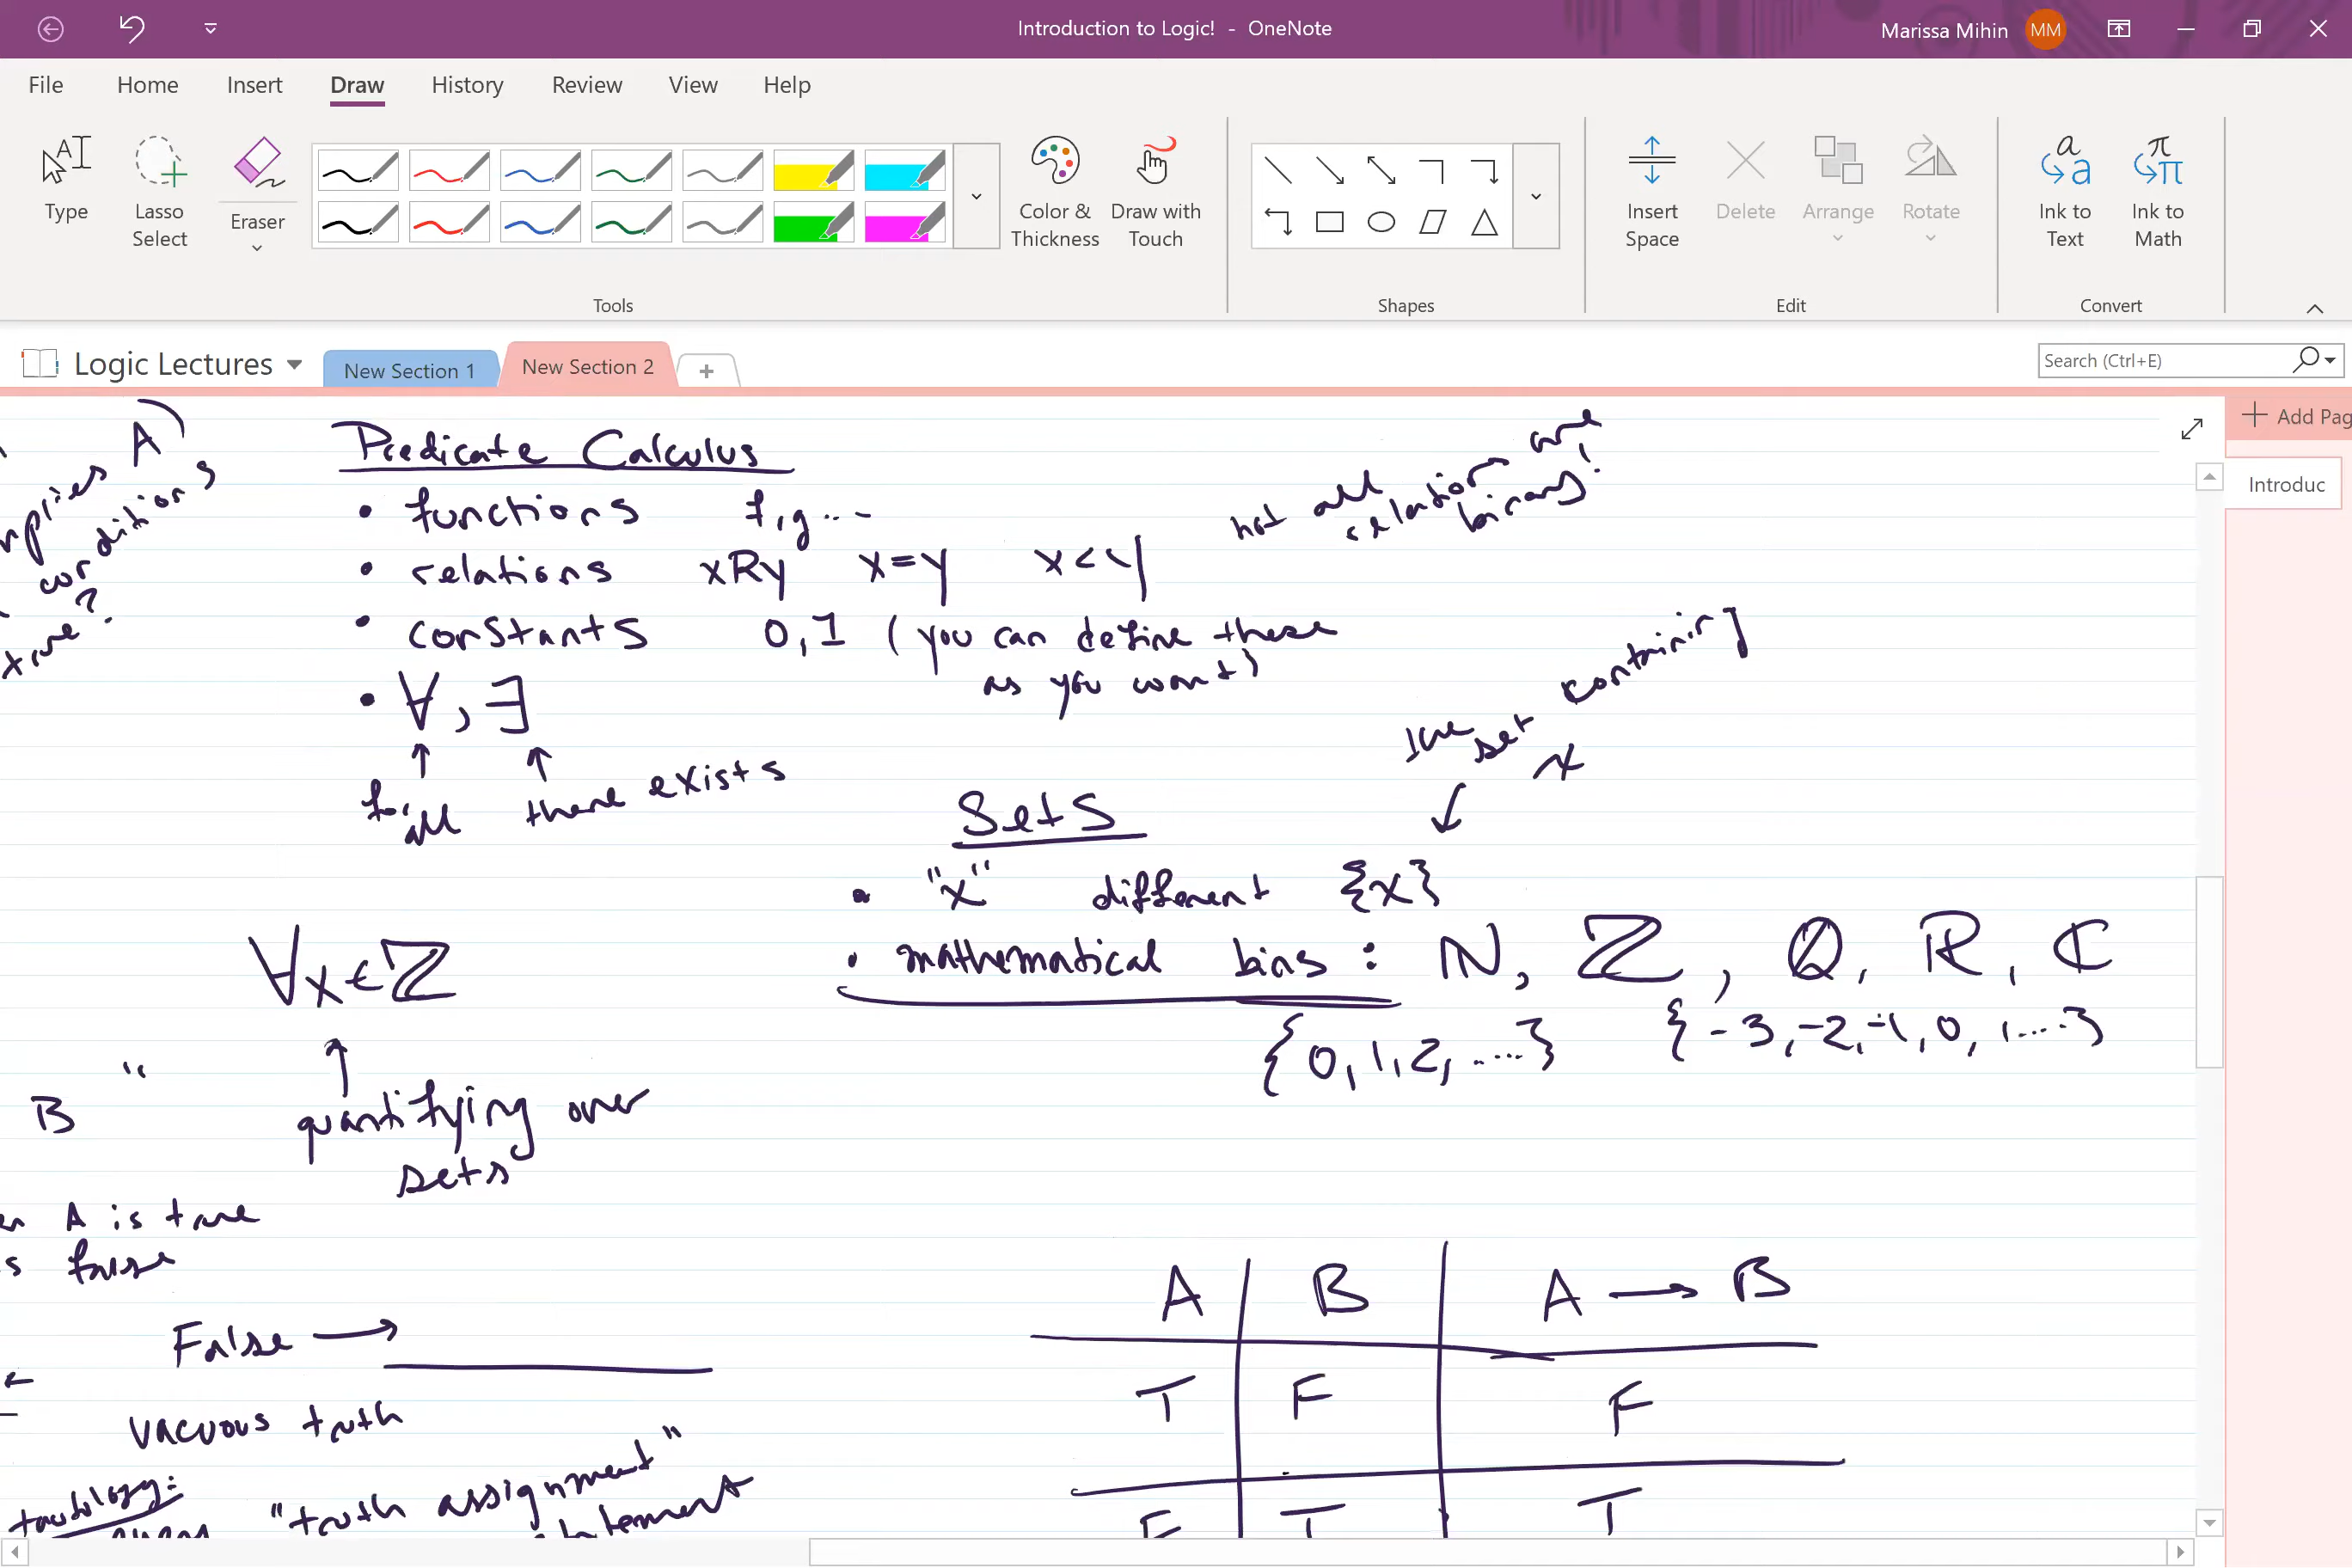 Introduction to Logic! - OneNote
Marissa Mihin MM
File Home Insert Draw History Review View Help
Type
Lasso Select
Eraser
Color & Thickness
Draw with Touch
Insert Space
Delete
Arrange
Rotate
Ink to Text
Ink to Math
Tools
Shapes
Edit
Convert
Logic Lectures
New Section 1
New Section 2
Search (Ctrl+E)
Add Pag
Introduc
A)
conditions
true?
Predicate Calculus
• functions f, g ...
• relations xRy x=y x<y
not all
relations are
binary!
• constants 0, 1 (you can define these
as you want)
• ∀, ∃
for all
there exists
Sets
the set containing
x
• "x" different {x}
• mathematical bias: ℕ, ℤ, ℚ, ℝ, ℂ
{0, 1, 2, ....}
{-3, -2, -1, 0, 1....}
∀x∈ℤ
quantifying over
sets
B "
A is true
s false
False →
vacuous truth
tautology:
"truth assignment"
A B A → B
T F F
F T T